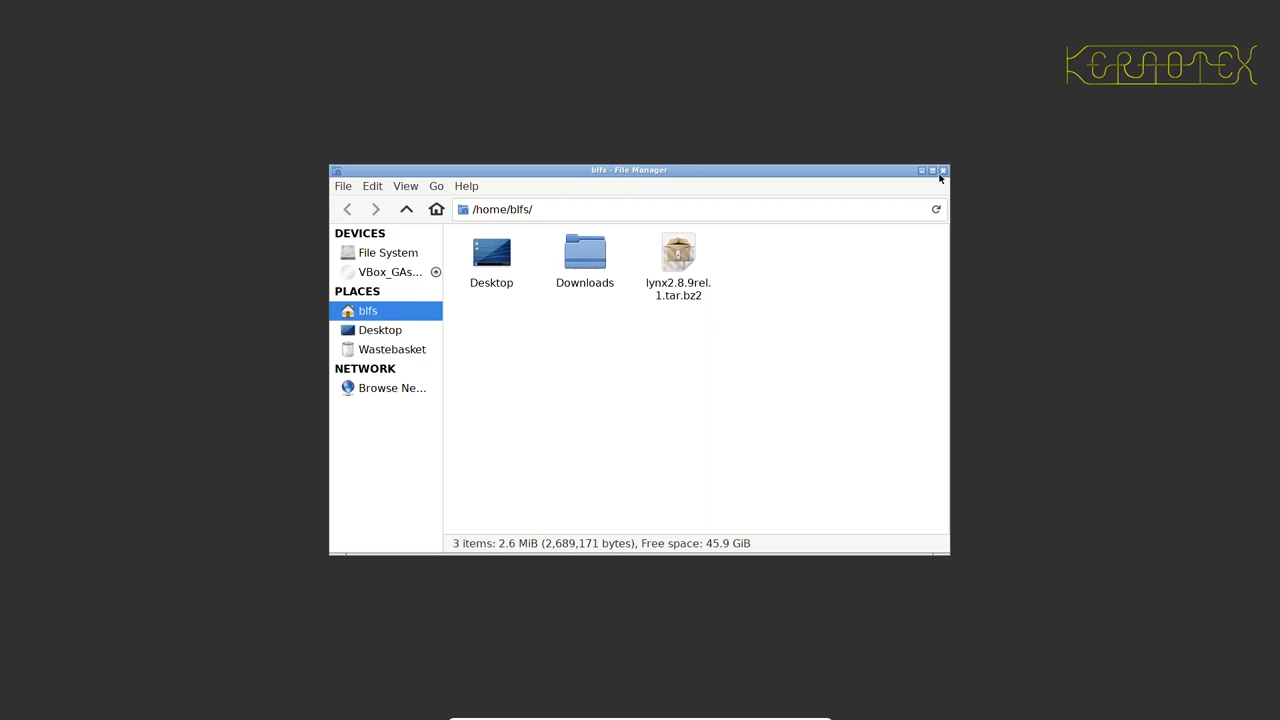 KERNOTEX
blfs - File Manager
File Edit View Go Help
/home/blfs/
DEVICES
File System
VBox_GAs...
PLACES
blfs
Desktop
Wastebasket
NETWORK
Browse Ne...
Desktop
Downloads
lynx2.8.9rel.
1.tar.bz2
3 items: 2.6 MiB (2,689,171 bytes), Free space: 45.9 GiB